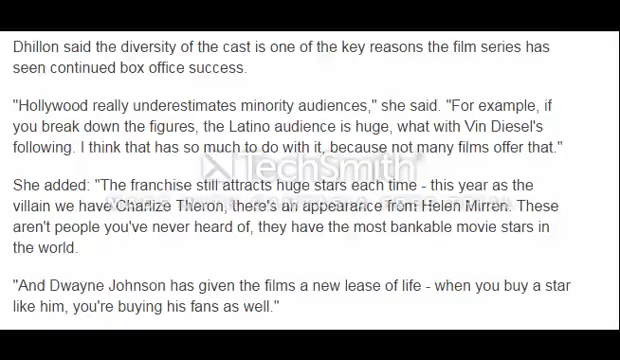 Dhillon said the diversity of the cast is one of the key reasons the film series has
seen continued box office success.
"Hollywood really underestimates minority audiences," she said. "For example, if
you break down the figures, the Latino audience is huge, what with Vin Diesel's
following. I think that has so much to do with it, because not many films offer that."
TechSmith
She added: "The franchise still attracts huge stars each time - this year as the
villain we have Charlize Theron, there's an appearance from Helen Mirren. These
aren't people you've never heard of, they have the most bankable movie stars in
the world.
"And Dwayne Johnson has given the films a new lease of life - when you buy a star
like him, you're buying his fans as well."